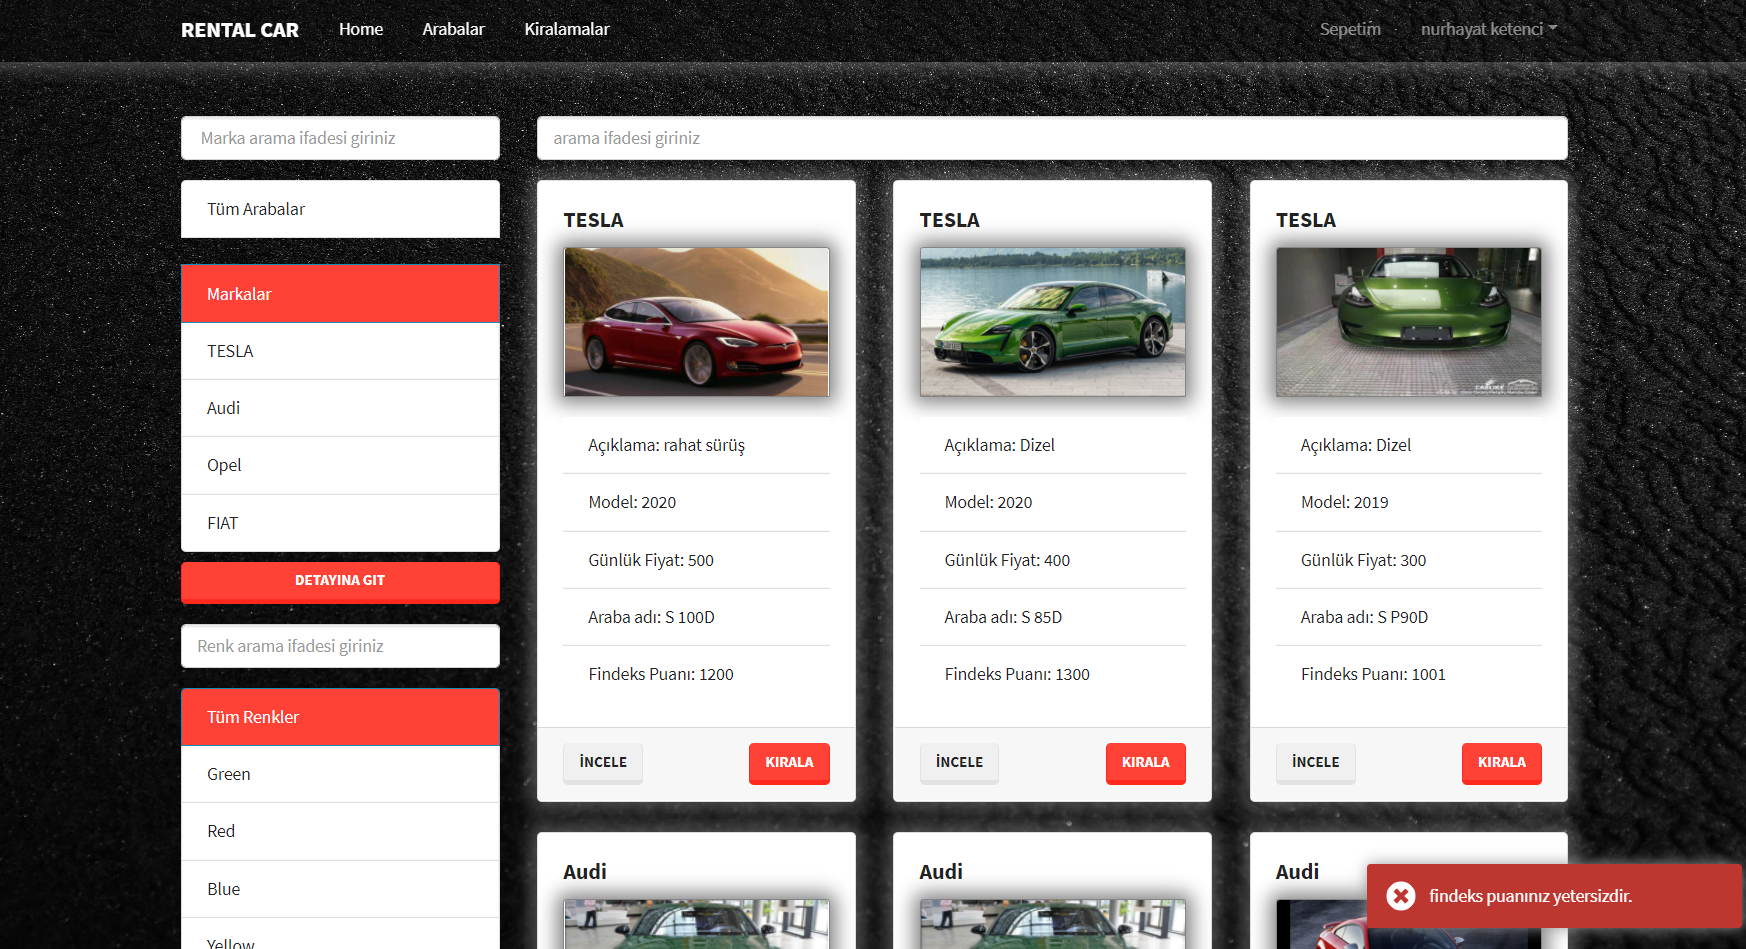 RENTAL CAR
Home
Arabalar
Kiralamalar
Sepetim
nurhayat ketenci
Marka arama ifadesi giriniz
arama ifadesi giriniz
Tüm Arabalar
Markalar
TESLA
Audi
Opel
FIAT
DETAYINA GIT
Renk arama ifadesi giriniz
Tüm Renkler
Green
Red
Blue
Yellow
TESLA
Açıklama: rahat sürüş
Model: 2020
Günlük Fiyat: 500
Araba adı: S 100D
Findeks Puanı: 1200
İNCELE
KIRALA
TESLA
Açıklama: Dizel
Model: 2020
Günlük Fiyat: 400
Araba adı: S 85D
Findeks Puanı: 1300
İNCELE
KIRALA
TESLA
Açıklama: Dizel
Model: 2019
Günlük Fiyat: 300
Araba adı: S P90D
Findeks Puanı: 1001
İNCELE
KIRALA
Audi
Audi
Audi
findeks puanınız yetersizdir.